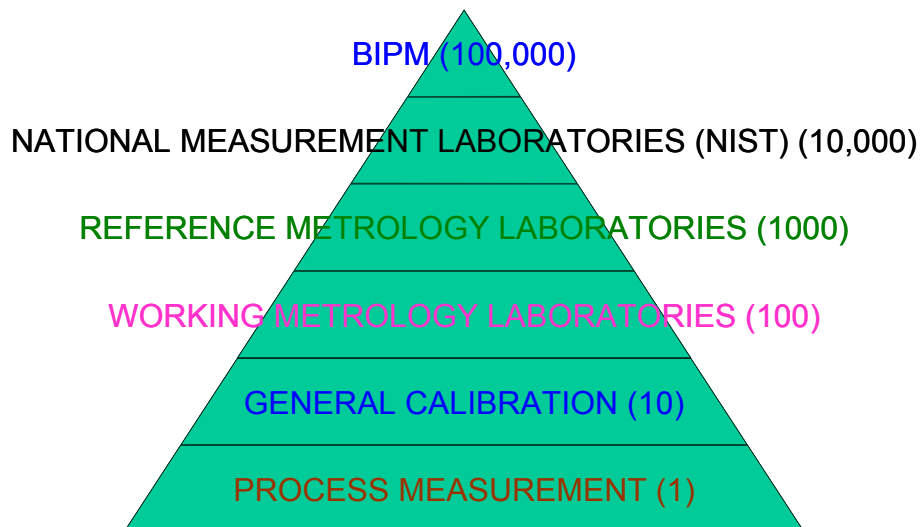 BIPM (100,000)
NATIONAL MEASUREMENT LABORATORIES (NIST) (10,000)
REFERENCE METROLOGY LABORATORIES (1000)
WORKING METROLOGY LABORATORIES (100)
GENERAL CALIBRATION (10)
PROCESS MEASUREMENT (1)